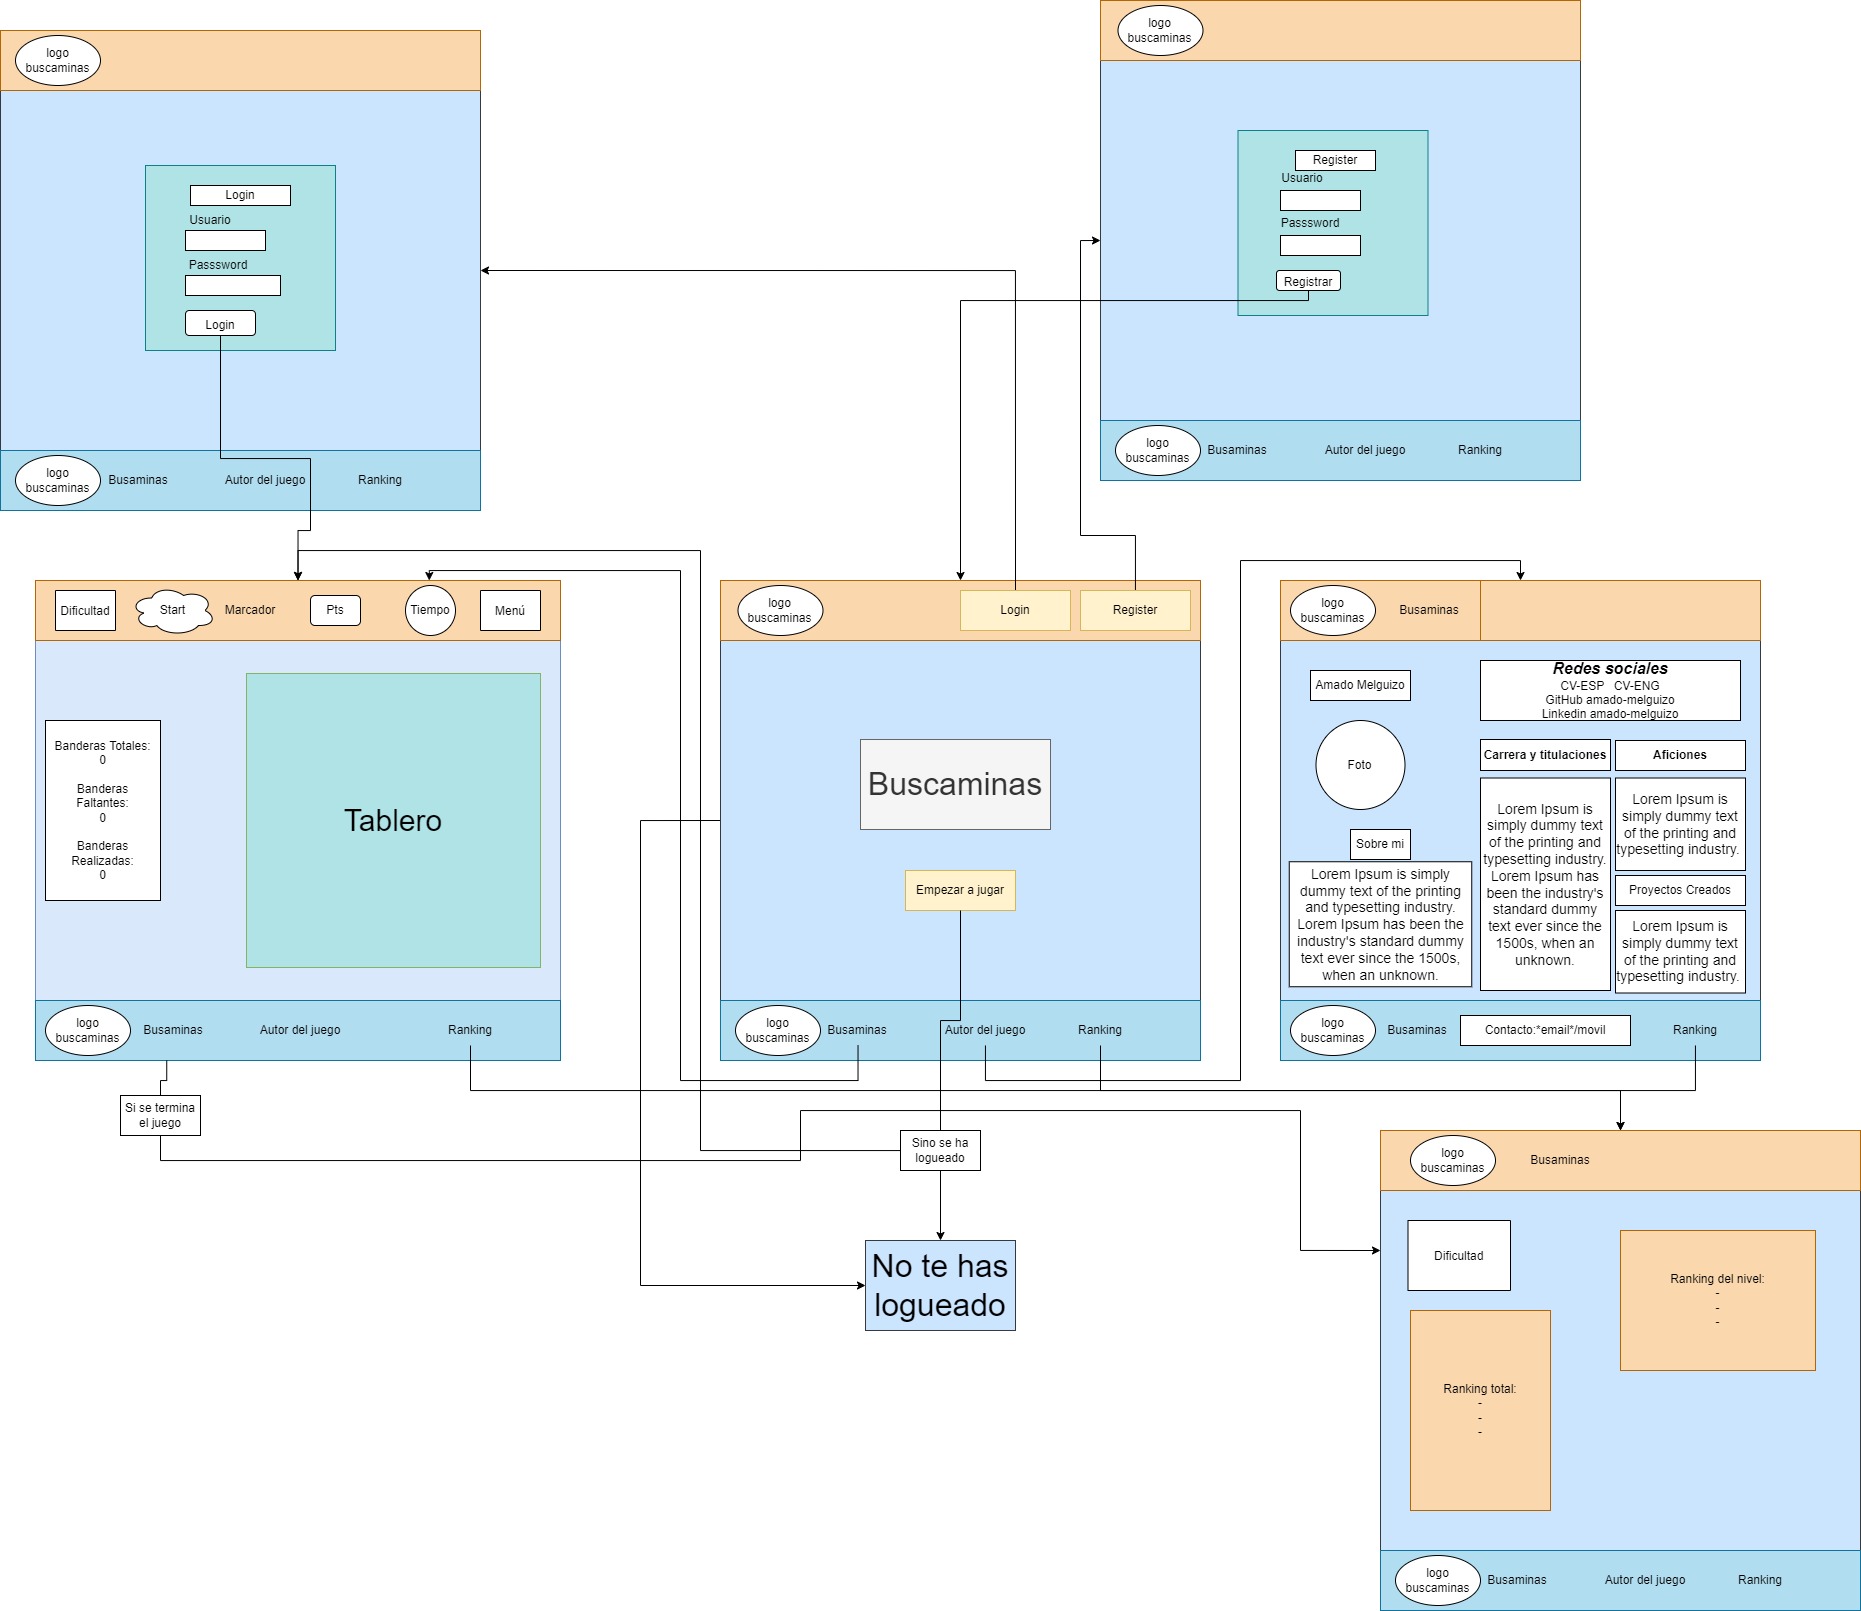 logo
buscaminas
Login
Usuario
Passsword
Login
logo
buscaminas
Busaminas
Autor del juego
Ranking
logo
buscaminas
Register
Usuario
Passsword
Registrar
logo
buscaminas
Busaminas
Autor del juego
Ranking
Dificultad
Start
Marcador
Pts
Tiempo
Menú
Banderas Totales:
0
Banderas
Faltantes:
0
Banderas
Realizadas:
0
Tablero
logo
buscaminas
Busaminas
Autor del juego
Ranking
Si se termina
el juego
logo
buscaminas
Login
Register
Buscaminas
Empezar a jugar
logo
buscaminas
Busaminas
Autor del juego
Ranking
Sino se ha
logueado
No te has
logueado
logo
buscaminas
Busaminas
Amado Melguizo
Foto
Sobre mi
Lorem Ipsum is simply
dummy text of the printing
and typesetting industry.
Lorem Ipsum has been the
industry's standard dummy
text ever since the 1500s,
when an unknown.
Redes sociales
CV-ESP CV-ENG
GitHub amado-melguizo
Linkedin amado-melguizo
Carrera y titulaciones
Lorem Ipsum is
simply dummy text
of the printing and
typesetting industry.
Lorem Ipsum has
been the industry's
standard dummy
text ever since the
1500s, when an
unknown.
Aficiones
Lorem Ipsum is
simply dummy text
of the printing and
typesetting industry.
Proyectos Creados
Lorem Ipsum is
simply dummy text
of the printing and
typesetting industry.
logo
buscaminas
Busaminas
Contacto:*email*/movil
Ranking
logo
buscaminas
Busaminas
Dificultad
Ranking del nivel:
-
-
-
Ranking total:
-
-
-
logo
buscaminas
Busaminas
Autor del juego
Ranking